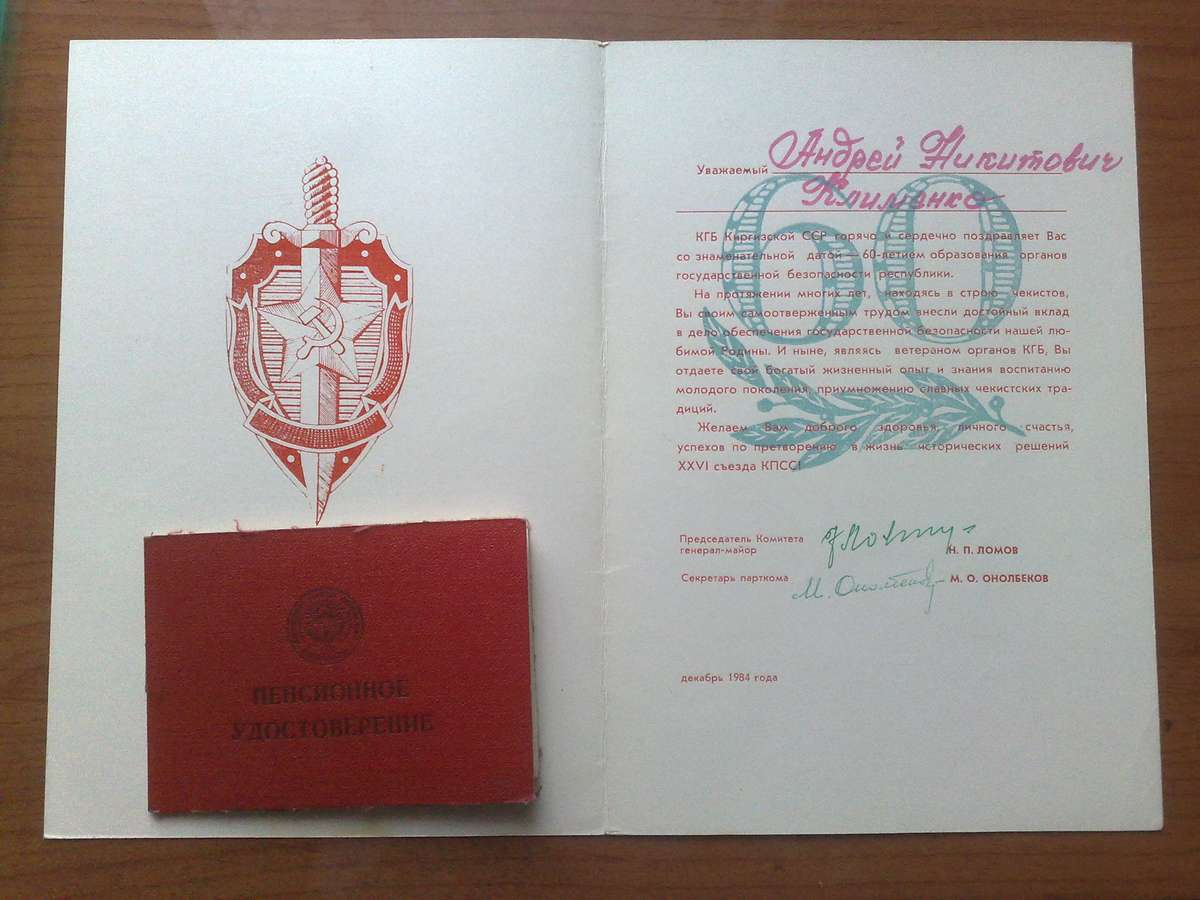 Уважаемый Андрей Никитович
Клименко
КГБ Киргизской ССР горячо и сердечно поздравляет Вас
со знаменательной датой — 60-летием образования органов
государственной безопасности республики.
На протяжении многих лет, находясь в строю чекистов,
Вы своим самоотверженным трудом внесли достойный вклад
в дело обеспечения государственной безопасности нашей лю-
бимой Родины. И ныне, являясь ветераном органов КГБ, Вы
отдаете свой богатый жизненный опыт и знания воспитанию
молодого поколения, приумножению славных чекистских тра-
диций.
Желаем Вам доброго здоровья, личного счастья,
успехов по претворению в жизнь исторических решений
XXVI съезда КПСС!
60
Председатель Комитета
генерал-майор Н. П. ЛОМОВ
Секретарь парткома М. О. ОНОЛБЕКОВ
декабрь 1984 года
ПЕНСИОННОЕ
УДОСТОВЕРЕНИЕ